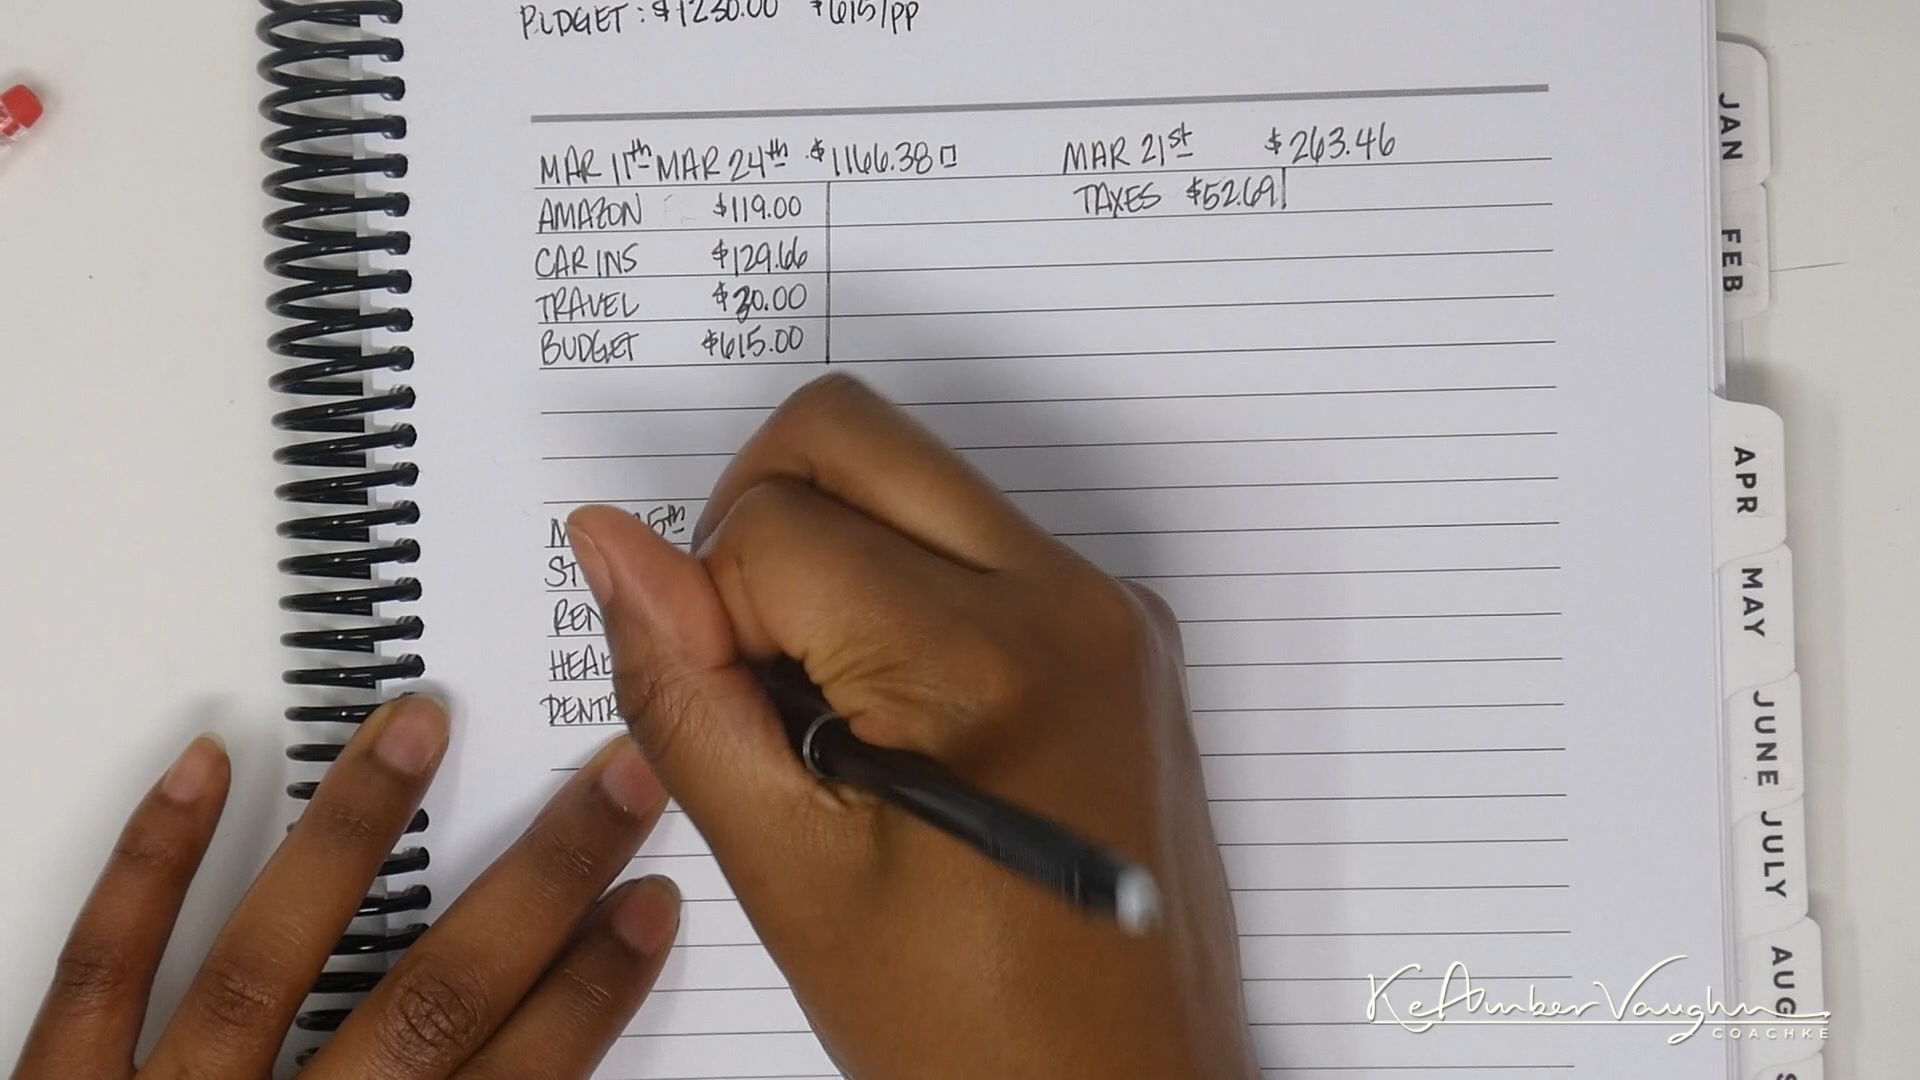 BUDGET: $1230.00 $615/pp
MAR 11th MAR 24th $1166.38
AMAZON $119.00
CAR INS $129.66
TRAVEL $30.00
BUDGET $615.00
MAR 21st $263.46
TAXES $52.69
5th
DENTA
JAN
FEB
APR
MAY
JUNE
JULY
AUG
KeAmber Vaughn
COACHKE